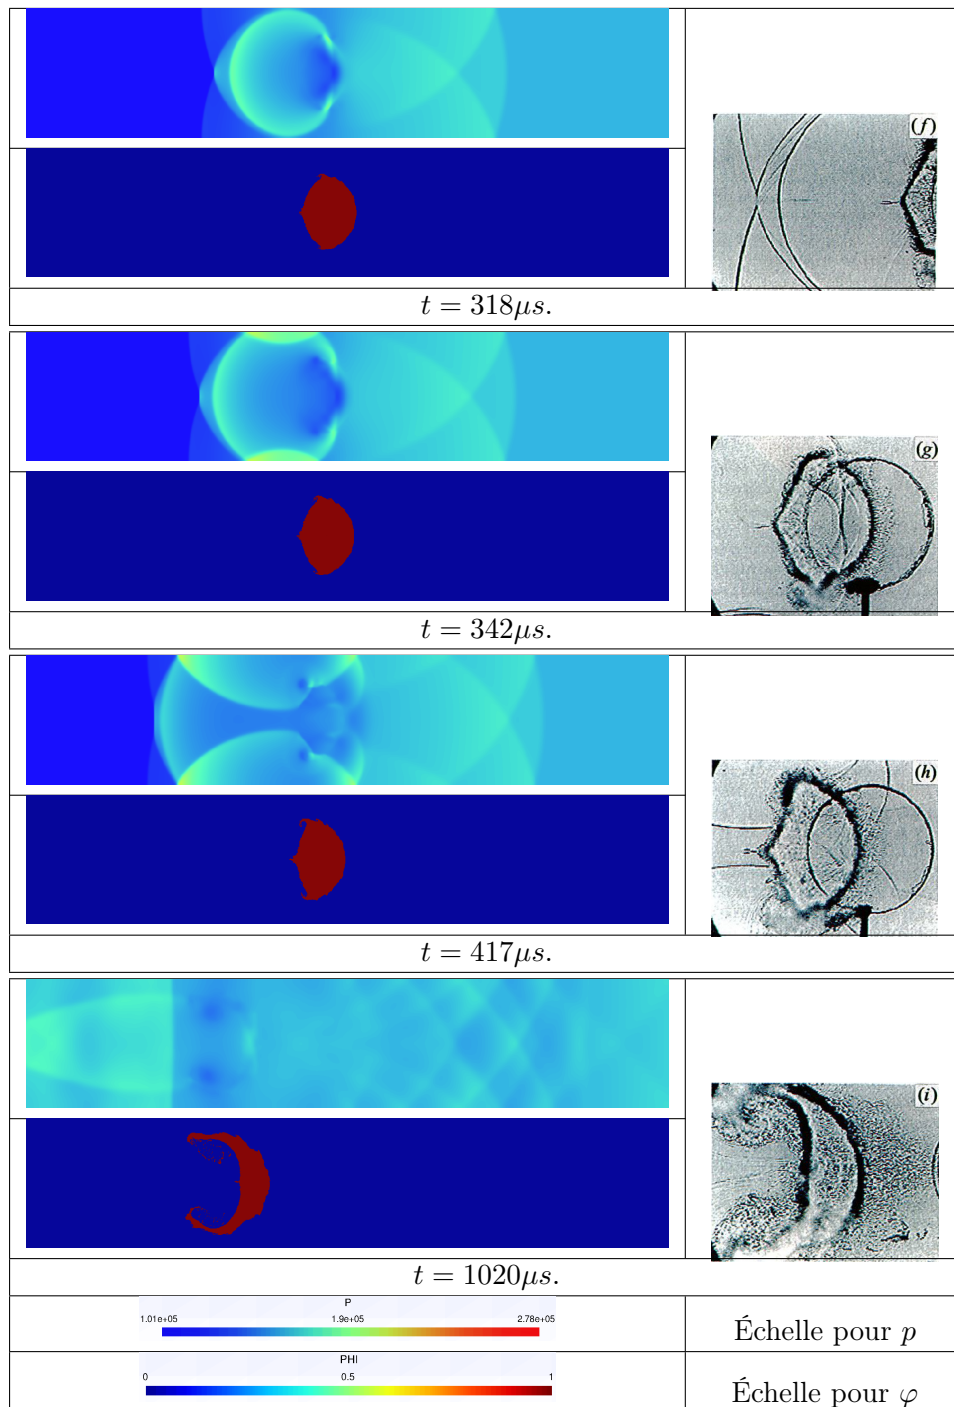 (f)
t = 318μs.
(g)
t = 342μs.
(h)
t = 417μs.
(i)
t = 1020μs.
P
1.01e+05 1.9e+05 2.78e+05
Échelle pour p
PHI
0 0.5 1
Échelle pour φ